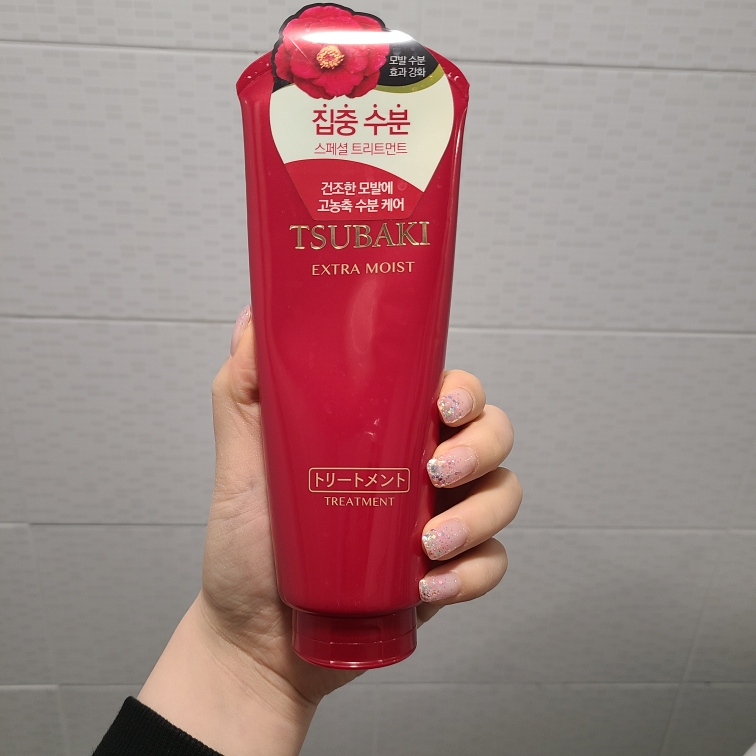 모발 수분
효과 강화
집중 수분
스페셜 트리트먼트
건조한 모발에
고농축 수분 케어
TSUBAKI
EXTRA MOIST
トリートメント
TREATMENT